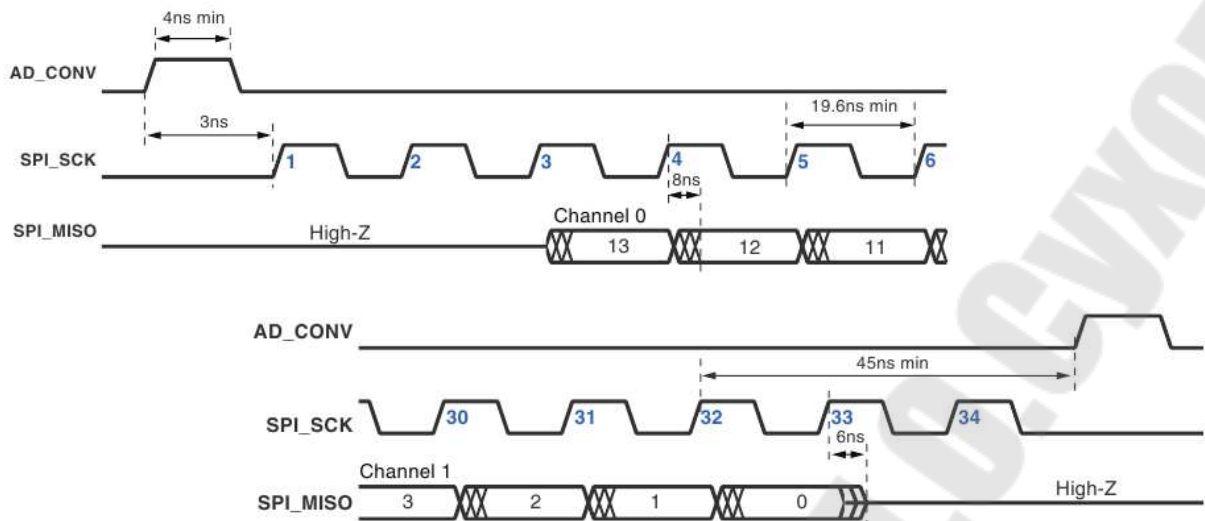 4ns min
AD_CONV
3ns
19.6ns min
SPI_SCK
1 2 3 4 5 6
8ns
Channel 0
SPI_MISO
High-Z
13 12 11
AD_CONV
45ns min
SPI_SCK
30 31 32 33 34
6ns
Channel 1
SPI_MISO
3 2 1 0
High-Z